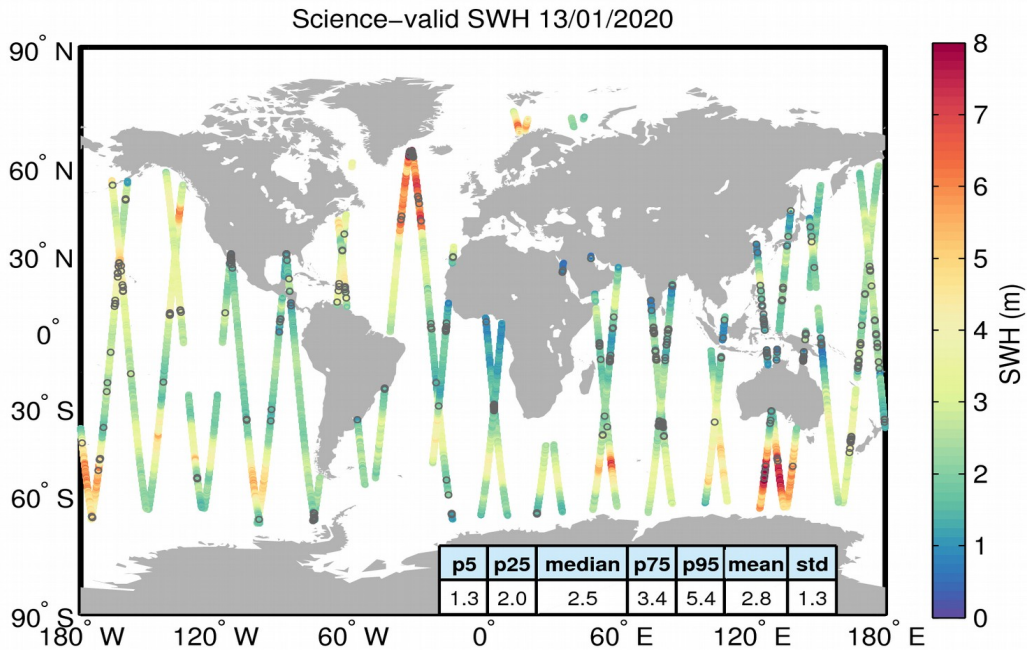 Science−valid SWH 13/01/2020
90° N
60° N
30° N
0°
30° S
60° S
90° S
180° W
120° W
60° W
0°
60° E
120° E
180° E
8
7
6
5
4
3
2
1
0
SWH (m)
p5 p25 median p75 p95 mean std
1.3 2.0 2.5 3.4 5.4 2.8 1.3